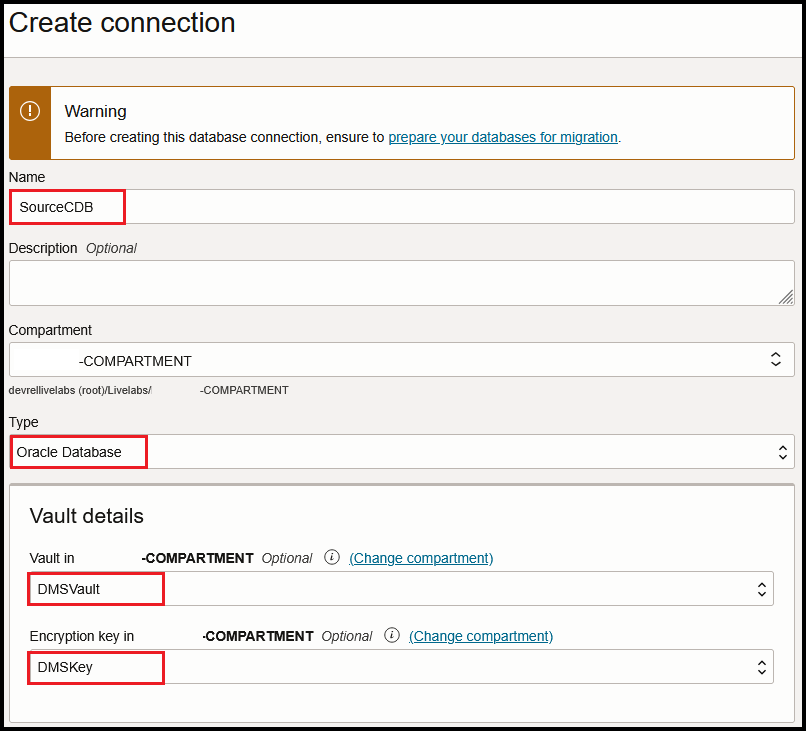 Create connection
Warning
Before creating this database connection, ensure to prepare your databases for migration.
Name
SourceCDB
Description Optional
Compartment
-COMPARTMENT
devrellivelabs (root)/Livelabs/ -COMPARTMENT
Type
Oracle Database
Vault details
Vault in -COMPARTMENT Optional (Change compartment)
DMSVault
Encryption key in -COMPARTMENT Optional (Change compartment)
DMSKey